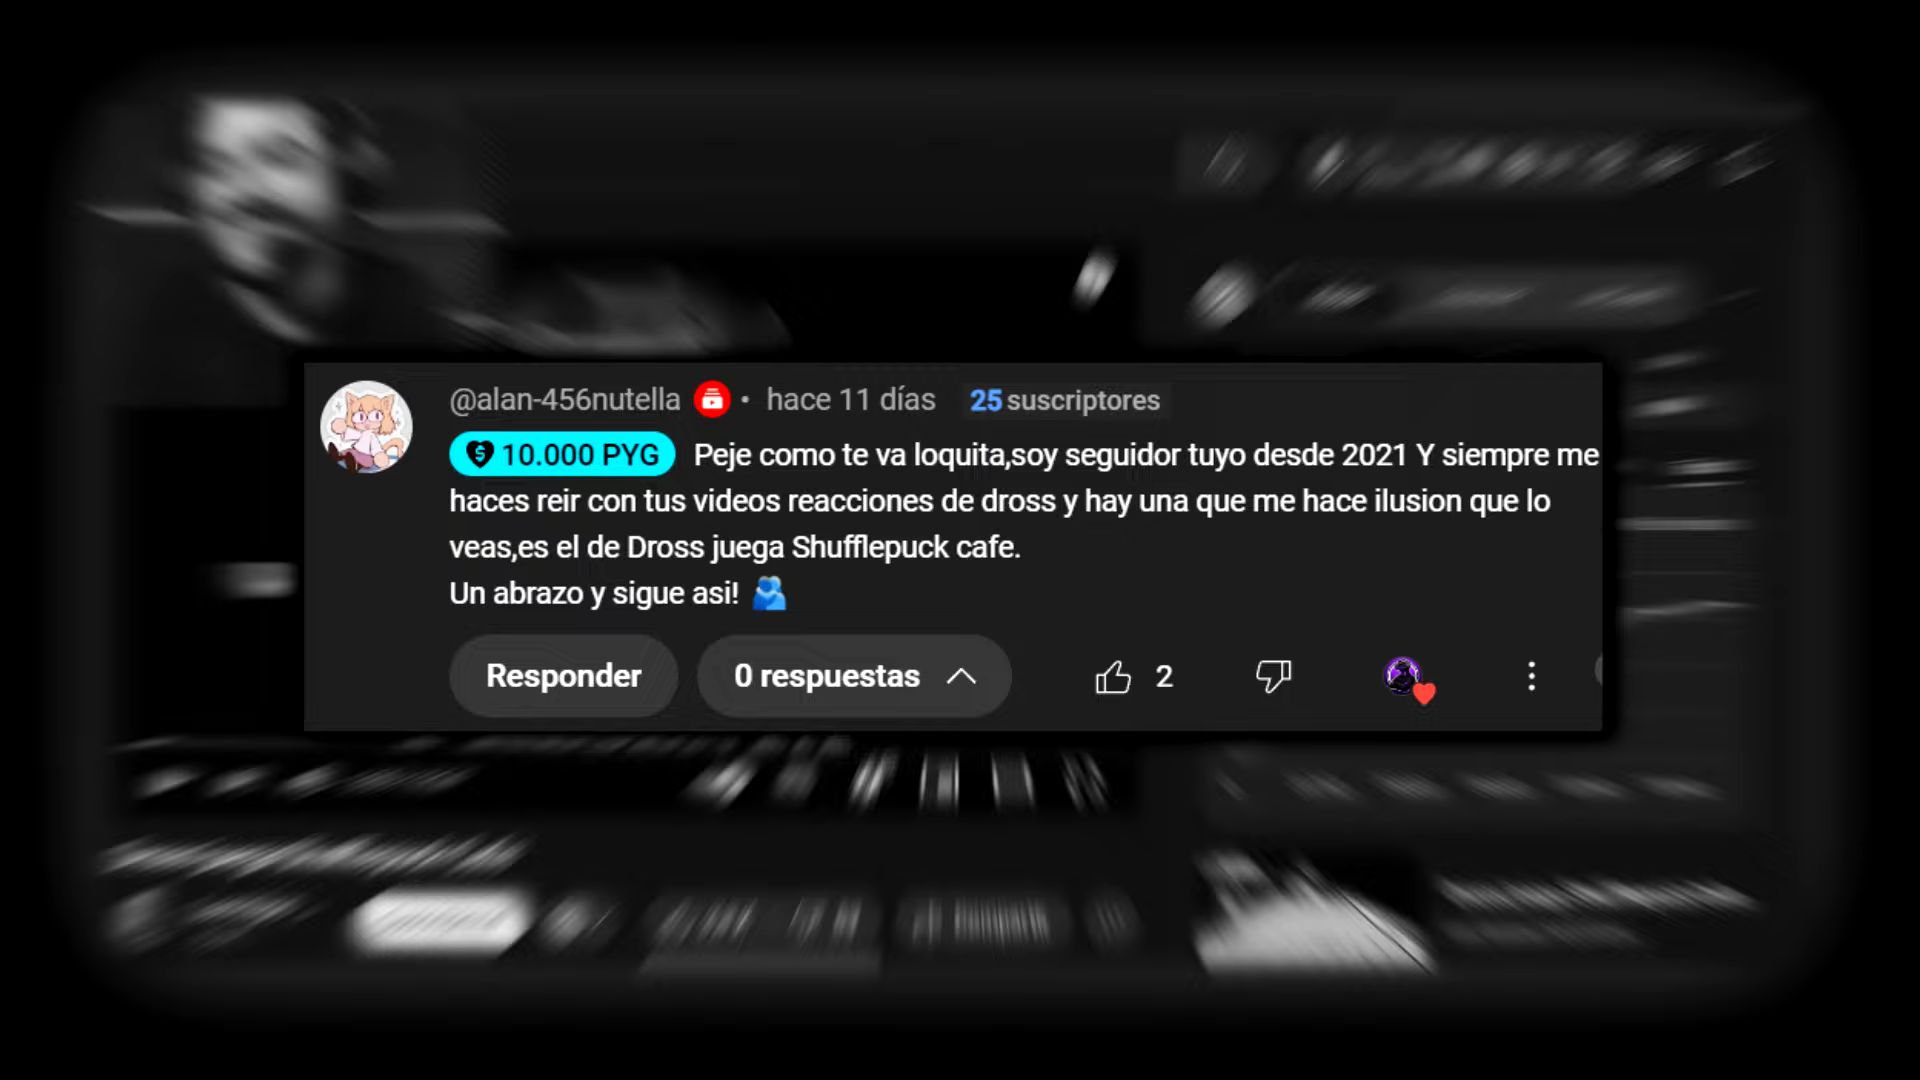 @alan-456nutella • hace 11 días 25 suscriptores
10.000 PYG Peje como te va loquita,soy seguidor tuyo desde 2021 Y siempre me
haces reir con tus videos reacciones de dross y hay una que me hace ilusion que lo
veas,es el de Dross juega Shufflepuck cafe.
Un abrazo y sigue asi! 🫂
Responder 0 respuestas 2